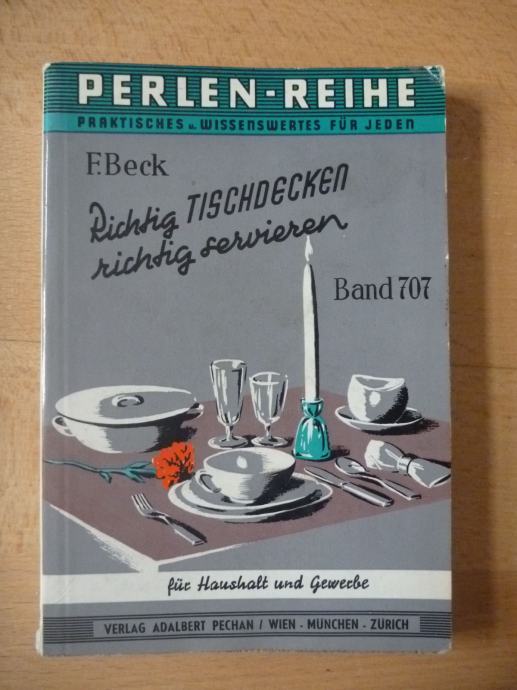 PERLEN-REIHE
PRAKTISCHES u. WISSENSWERTES FÜR JEDEN
F. Beck
Richtig TISCHDECKEN
richtig servieren
Band 707
für Haushalt und Gewerbe
VERLAG ADALBERT PECHAN / WIEN - MÜNCHEN - ZÜRICH